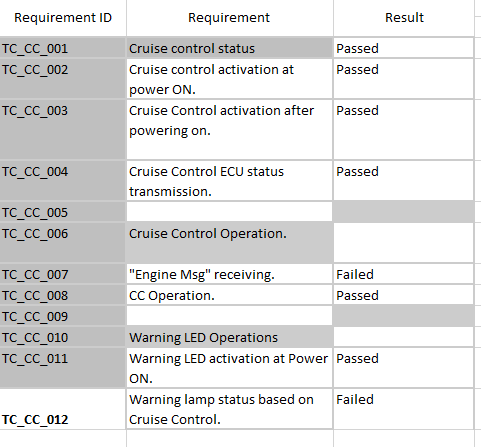 Requirement ID Requirement Result
TC_CC_001 Cruise control status Passed
TC_CC_002 Cruise control activation at Passed
power ON.
TC_CC_003 Cruise Control activation after Passed
powering on.
TC_CC_004 Cruise Control ECU status Passed
transmission.
TC_CC_005
TC_CC_006 Cruise Control Operation.
TC_CC_007 "Engine Msg" receiving. Failed
TC_CC_008 CC Operation. Passed
TC_CC_009
TC_CC_010 Warning LED Operations
TC_CC_011 Warning LED activation at Power Passed
ON.
Warning lamp status based on Failed
TC_CC_012 Cruise Control.